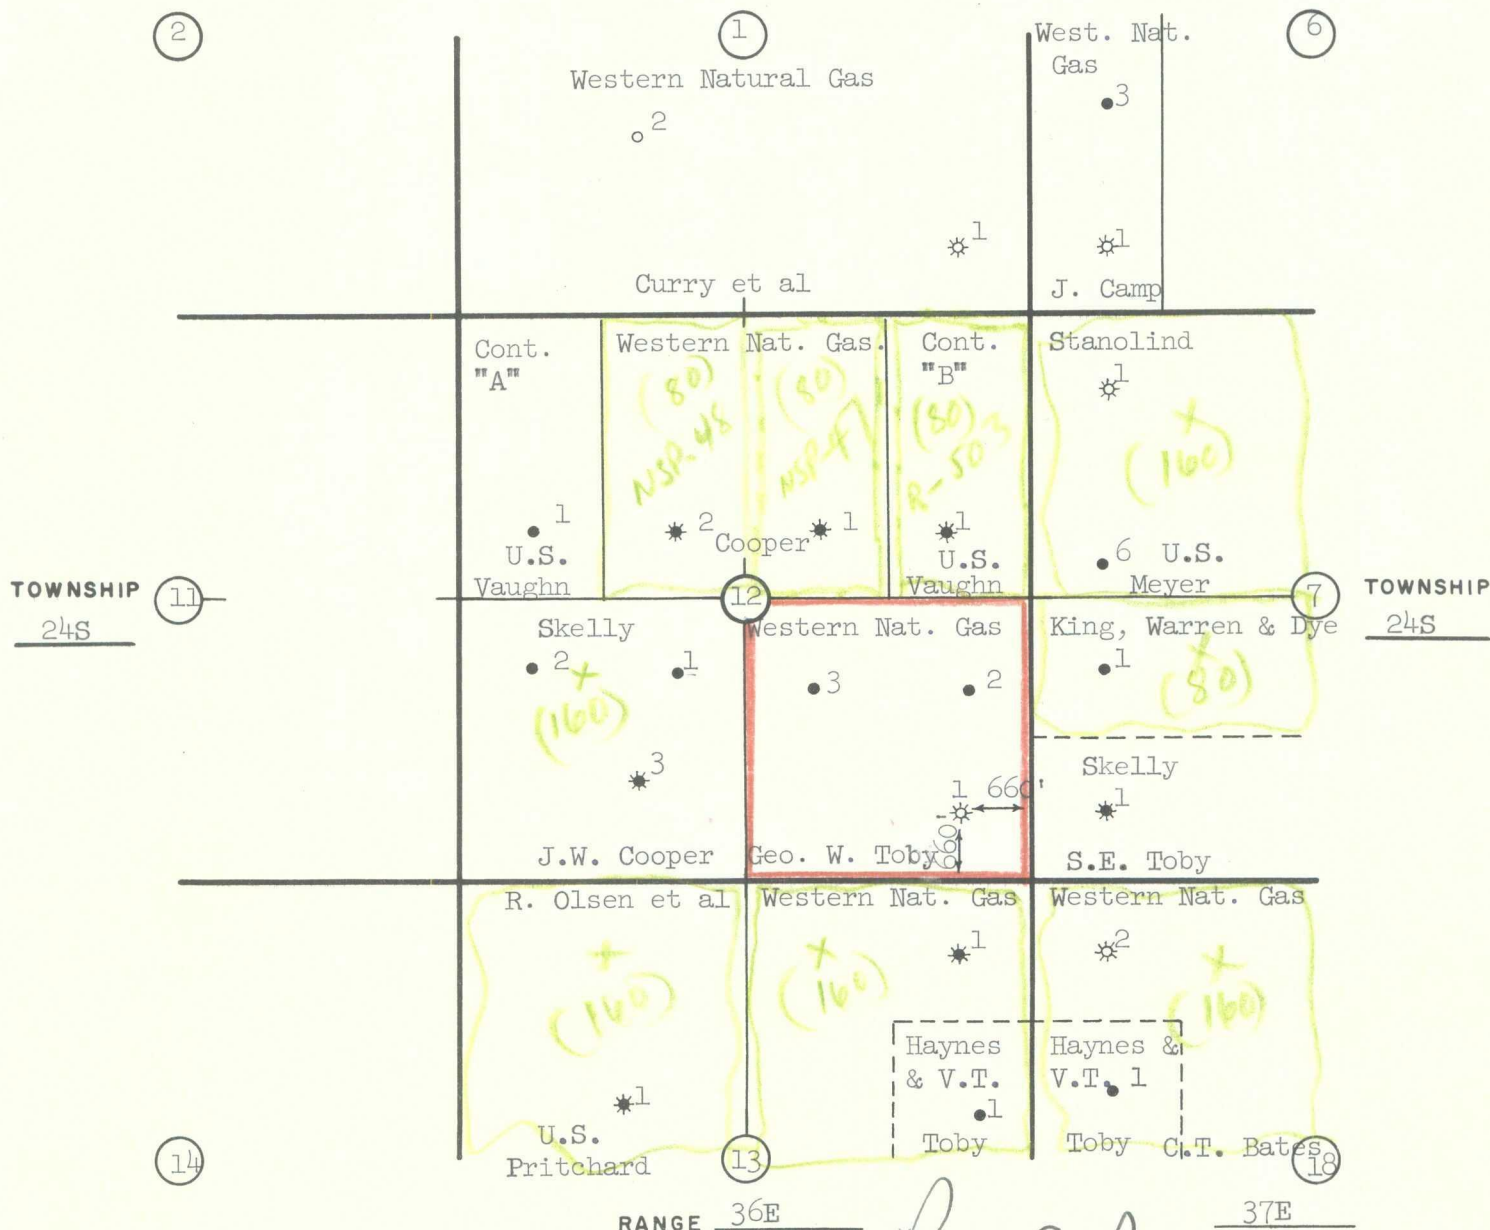 2
1
6
West. Nat.
Gas
Western Natural Gas
3
2
1
1
Curry et al
J. Camp
Cont.
"A"
Western Nat. Gas.
Cont.
"B"
Stanolind
1
(80)
(80)
(80)
X
(160)
NSP-48
R-503
1
2
1
1
Cooper
U.S.
U.S.
6 U.S.
Vaughn
Vaughn
Meyer
TOWNSHIP
24S
11
12
7
TOWNSHIP
24S
Skelly
Western Nat. Gas
King, Warren & Dye
2
1
3
2
1
X
(160)
X
(80)
3
Skelly
1
660'
1
660'
J.W. Cooper
Geo. W. Toby
S.E. Toby
R. Olsen et al
Western Nat. Gas
Western Nat. Gas
1
2
X
(160)
X
(160)
X
(160)
Haynes
& V.T.
1
Toby
Haynes &
V.T. 1
Toby
C.T. Bates
1
U.S.
Pritchard
14
13
18
RANGE 36E
37E